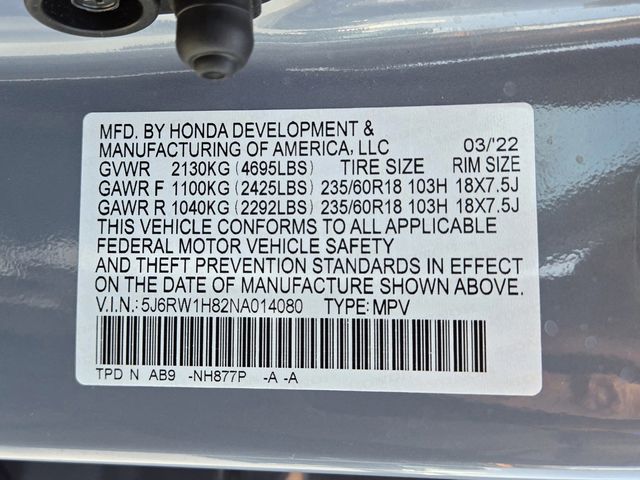 MFD. BY HONDA DEVELOPMENT &
MANUFACTURING OF AMERICA, LLC 03/'22
GVWR 2130KG (4695LBS) TIRE SIZE RIM SIZE
GAWR F 1100KG (2425LBS) 235/60R18 103H 18X7.5J
GAWR R 1040KG (2292LBS) 235/60R18 103H 18X7.5J
THIS VEHICLE CONFORMS TO ALL APPLICABLE
FEDERAL MOTOR VEHICLE SAFETY
AND THEFT PREVENTION STANDARDS IN EFFECT
ON THE DATE OF MANUFACTURE SHOWN ABOVE.
V.I.N.: 5J6RW1H82NA014080 TYPE: MPV
TPD N AB9 -NH877P -A -A